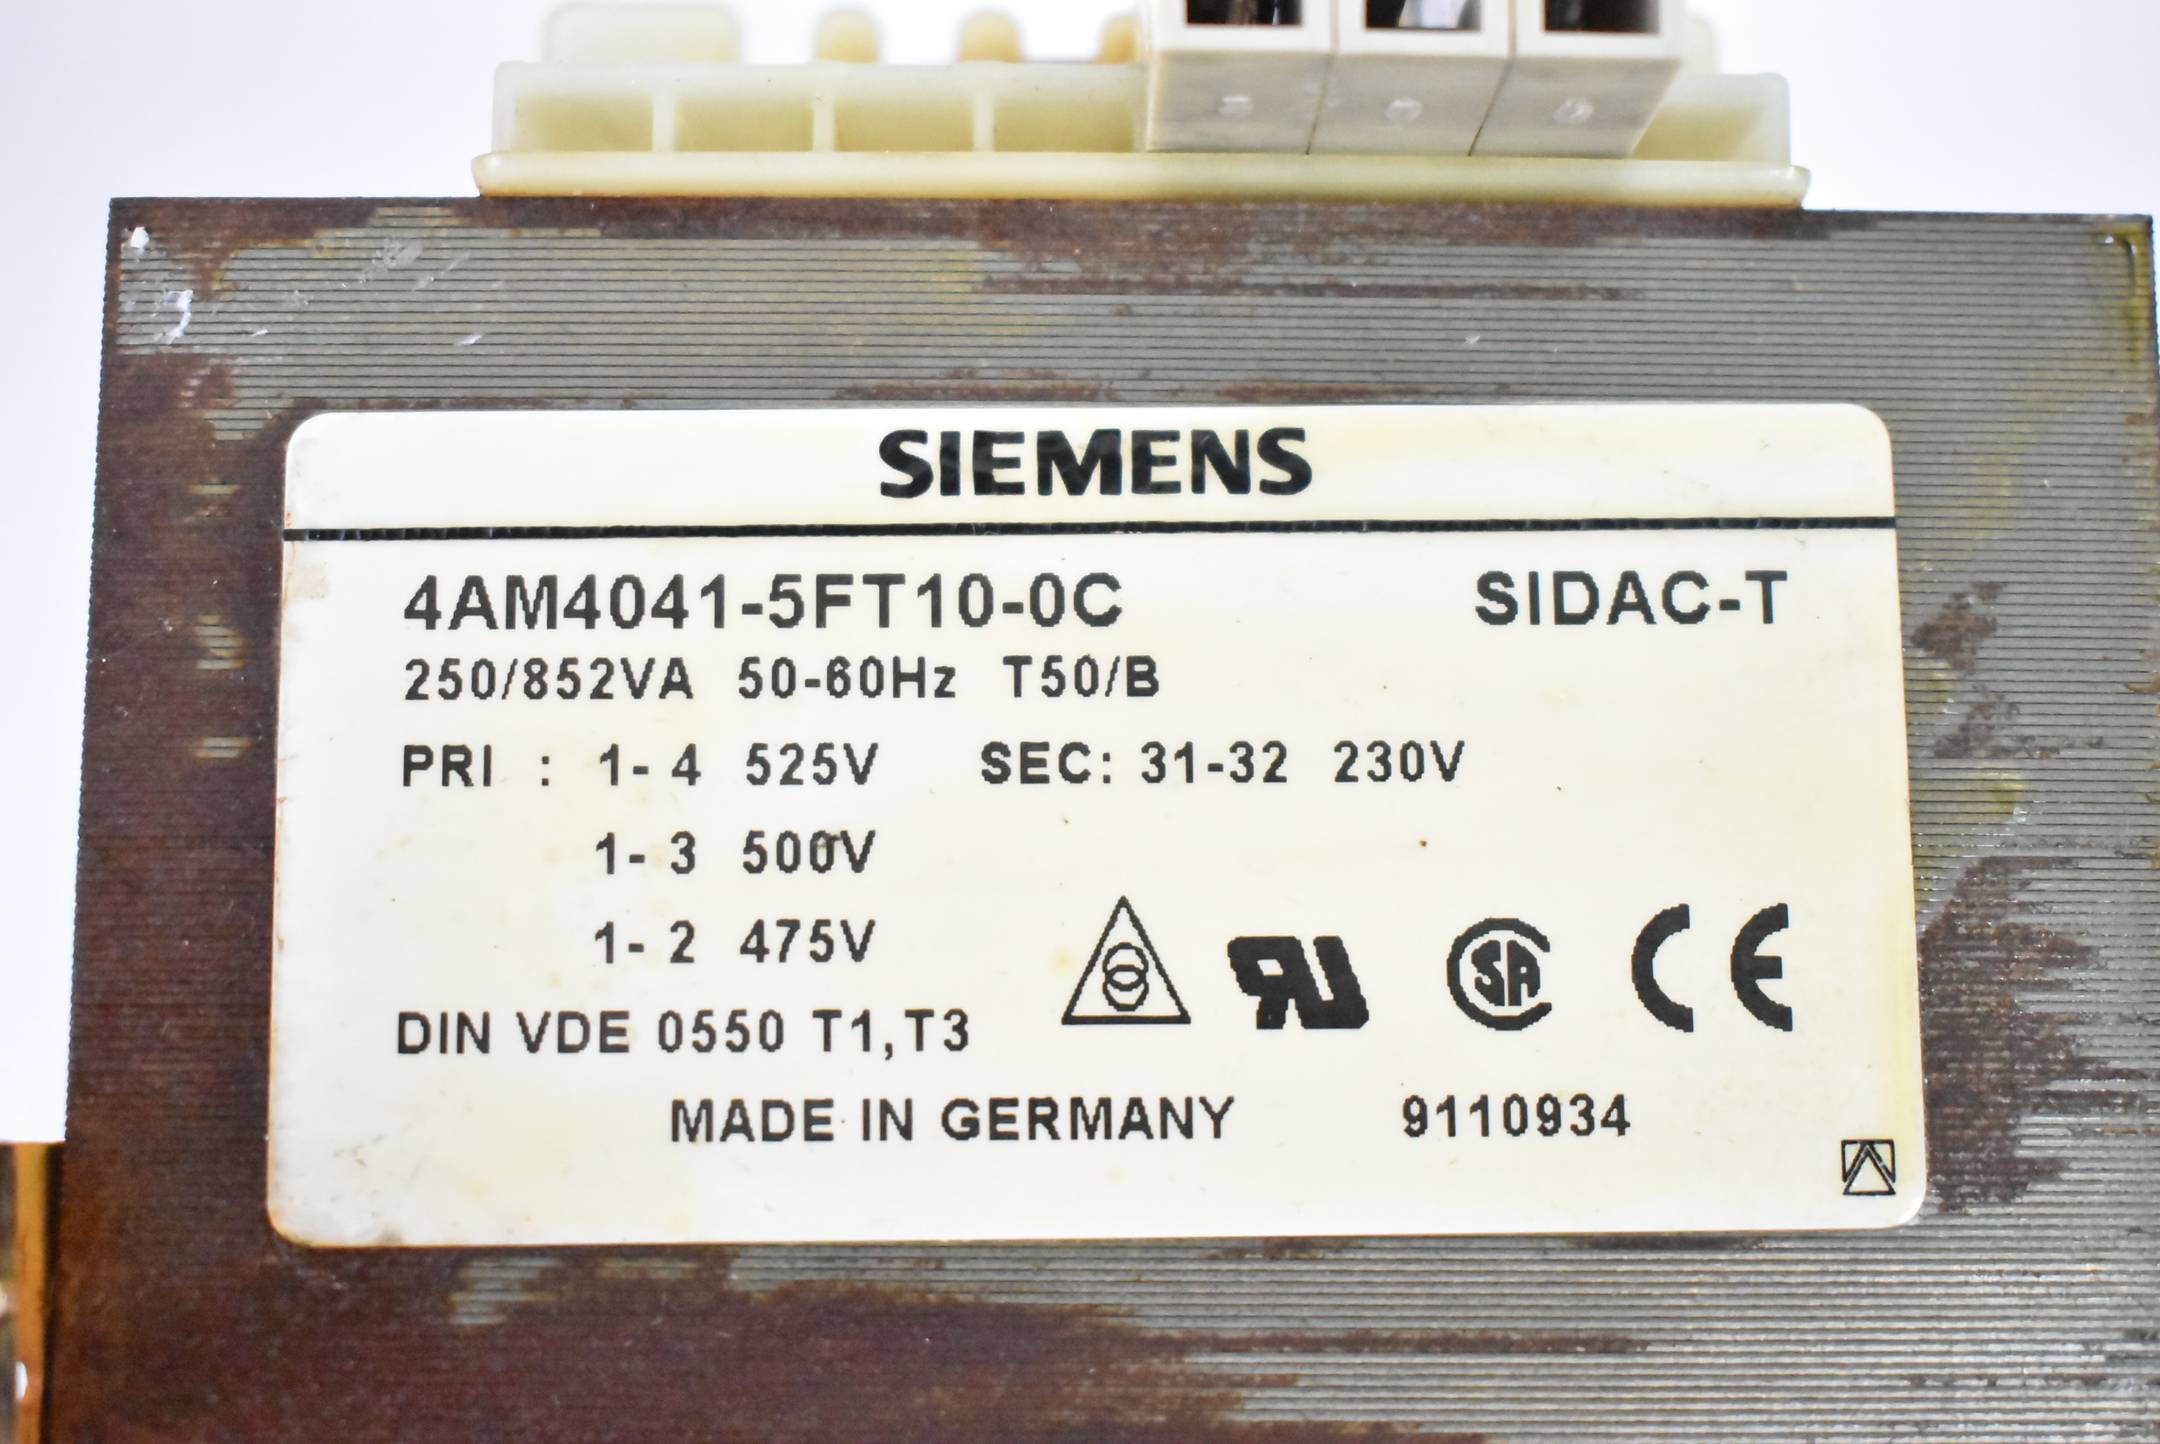 SIEMENS
4AM4041-5FT10-0C SIDAC-T
250/852VA 50-60Hz T50/B
PRI : 1- 4 525V SEC: 31-32 230V
1- 3 500V
1- 2 475V
DIN VDE 0550 T1,T3
MADE IN GERMANY 9110934